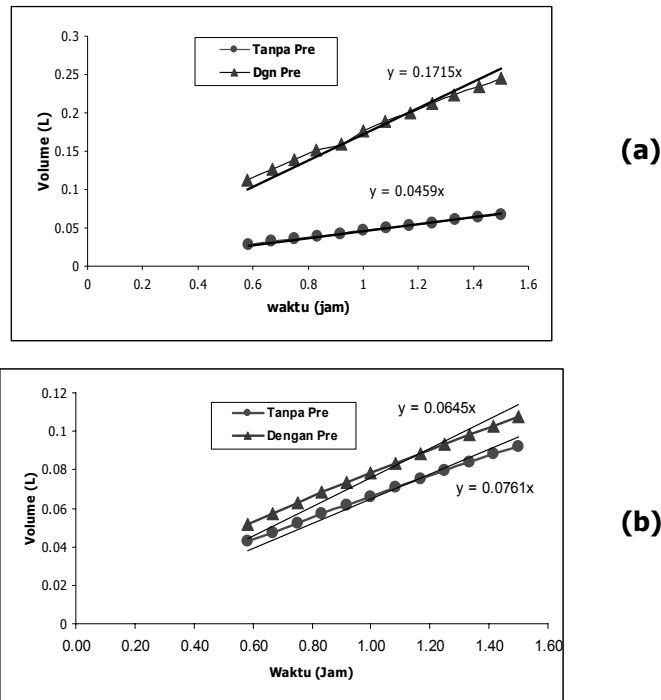 0.3
Tanpa Pre
Dgn Pre
0.25
y = 0.1715x
0.2
Volume (L)
0.15
(a)
0.1
y = 0.0459x
0.05
0
0 0.2 0.4 0.6 0.8 1 1.2 1.4 1.6
waktu (jam)
0.12
Tanpa Pre
Dengan Pre
y = 0.0645x
0.1
0.08
Volume (L)
0.06
y = 0.0761x
(b)
0.04
0.02
0
0.00 0.20 0.40 0.60 0.80 1.00 1.20 1.40 1.60
Waktu (Jam)